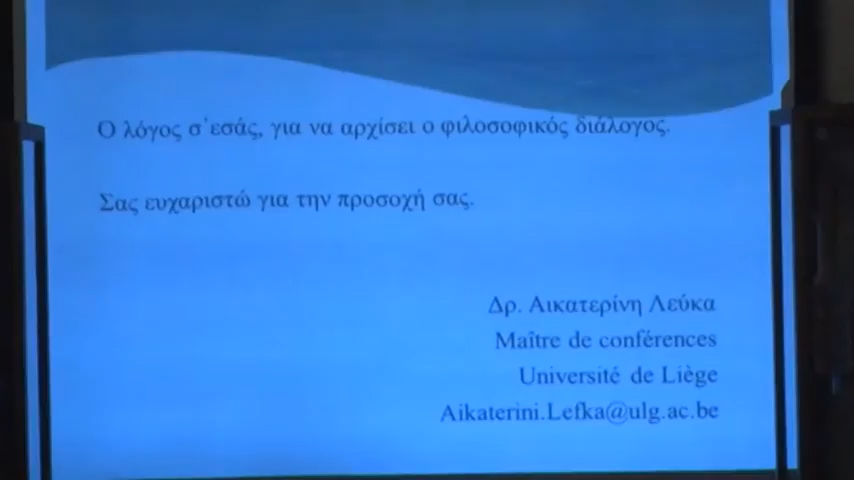 Ο λόγος σ'εσάς, για να αρχίσει ο φιλοσοφικός διάλογος.
Σας ευχαριστώ για την προσοχή σας.
Δρ. Αικατερίνη Λεύκα
Maître de conférences
Université de Liège
Aikaterini.Lefka@ulg.ac.be